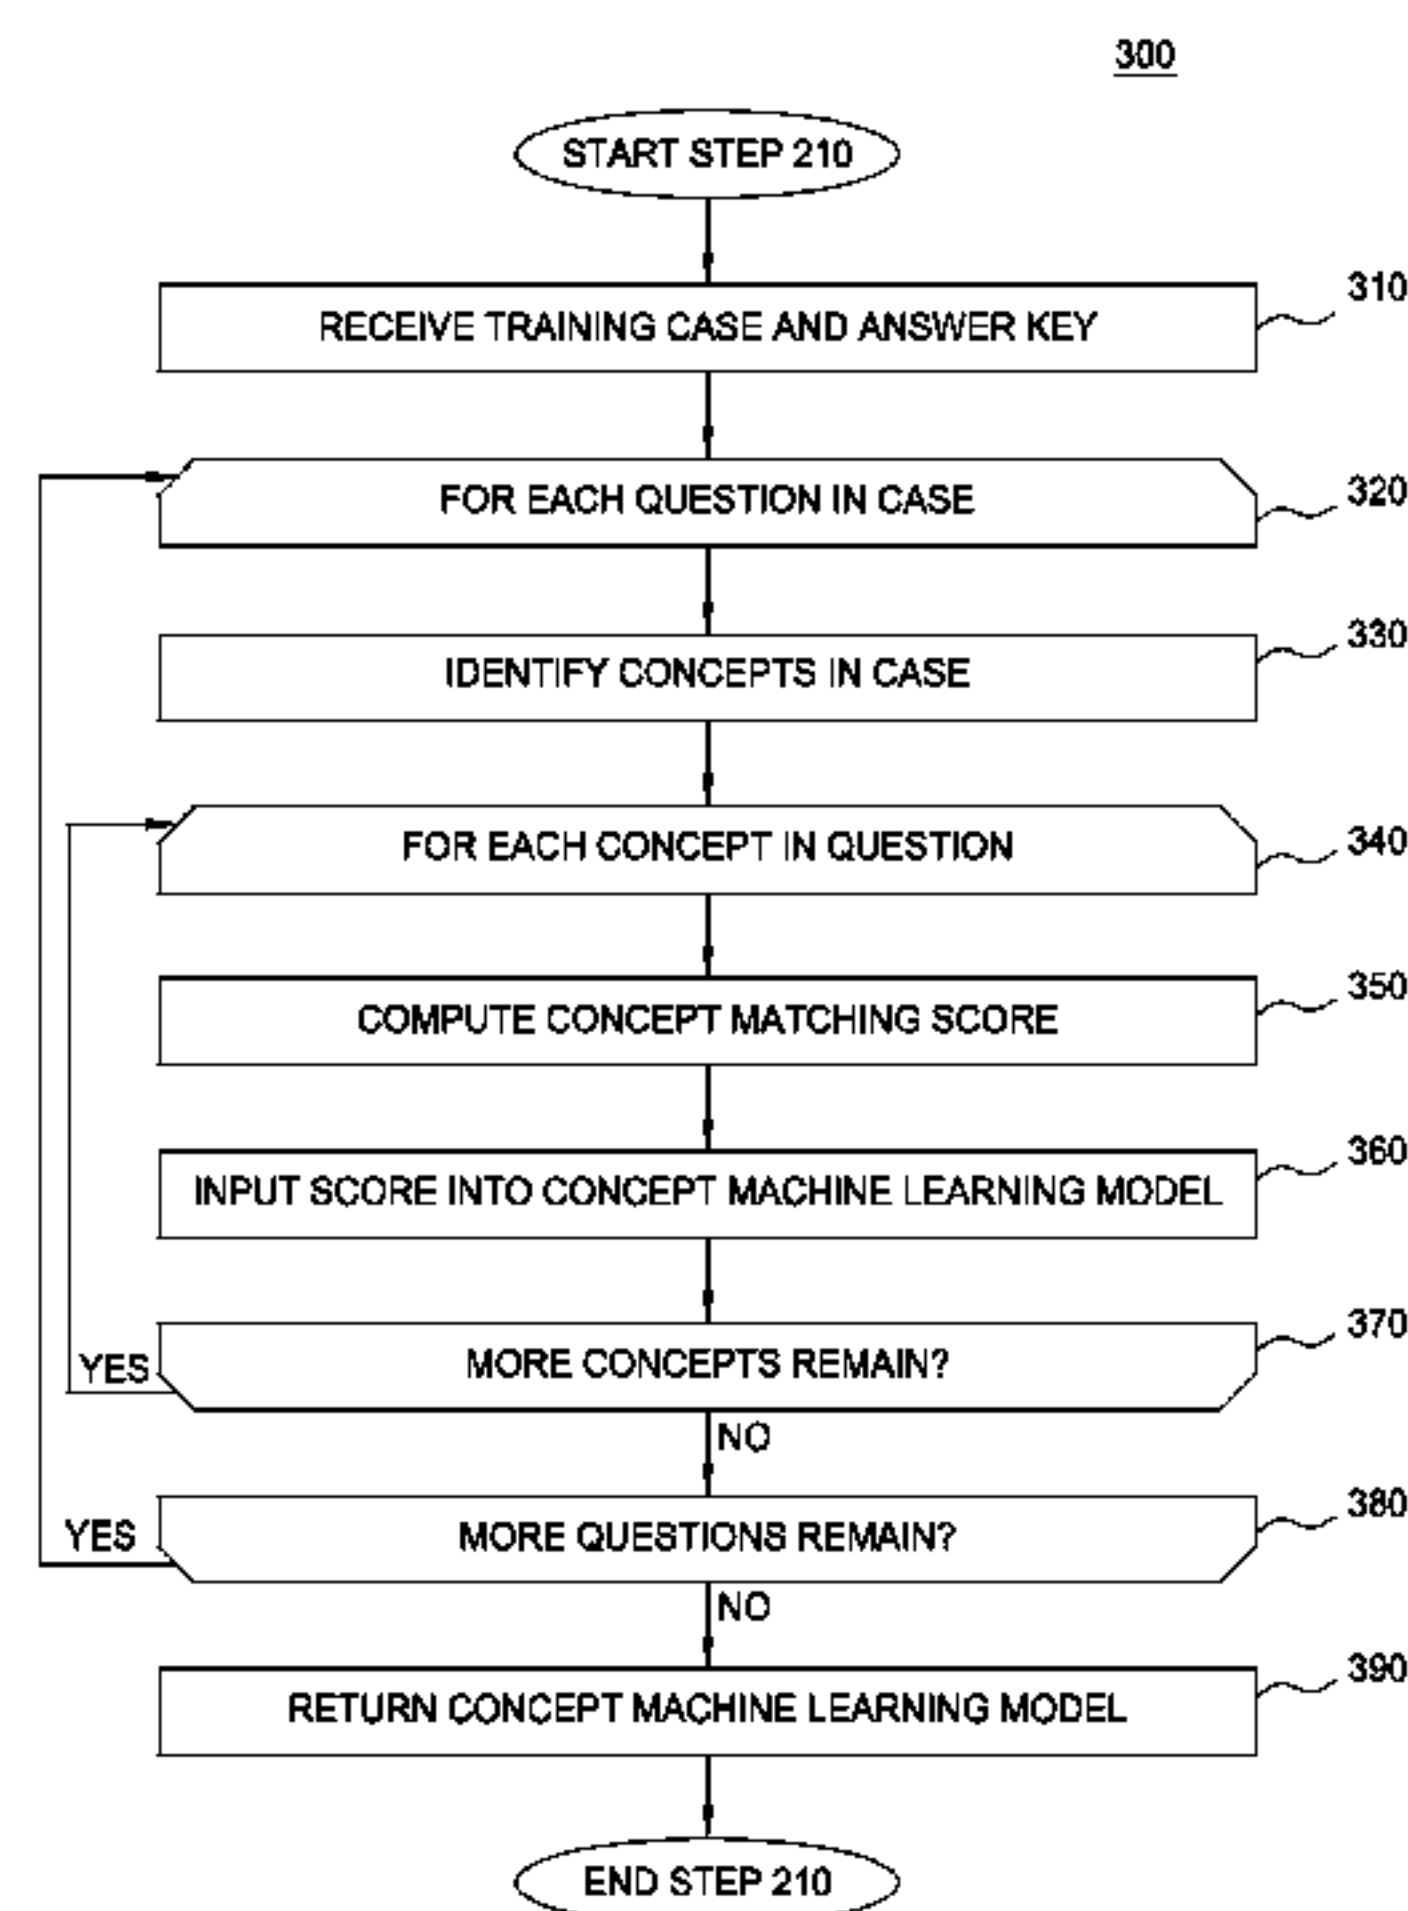 300
START STEP 210
RECEIVE TRAINING CASE AND ANSWER KEY
310
FOR EACH QUESTION IN CASE
320
IDENTIFY CONCEPTS IN CASE
330
FOR EACH CONCEPT IN QUESTION
340
COMPUTE CONCEPT MATCHING SCORE
350
INPUT SCORE INTO CONCEPT MACHINE LEARNING MODEL
360
MORE CONCEPTS REMAIN?
370
YES
NO
MORE QUESTIONS REMAIN?
380
YES
NO
RETURN CONCEPT MACHINE LEARNING MODEL
390
END STEP 210